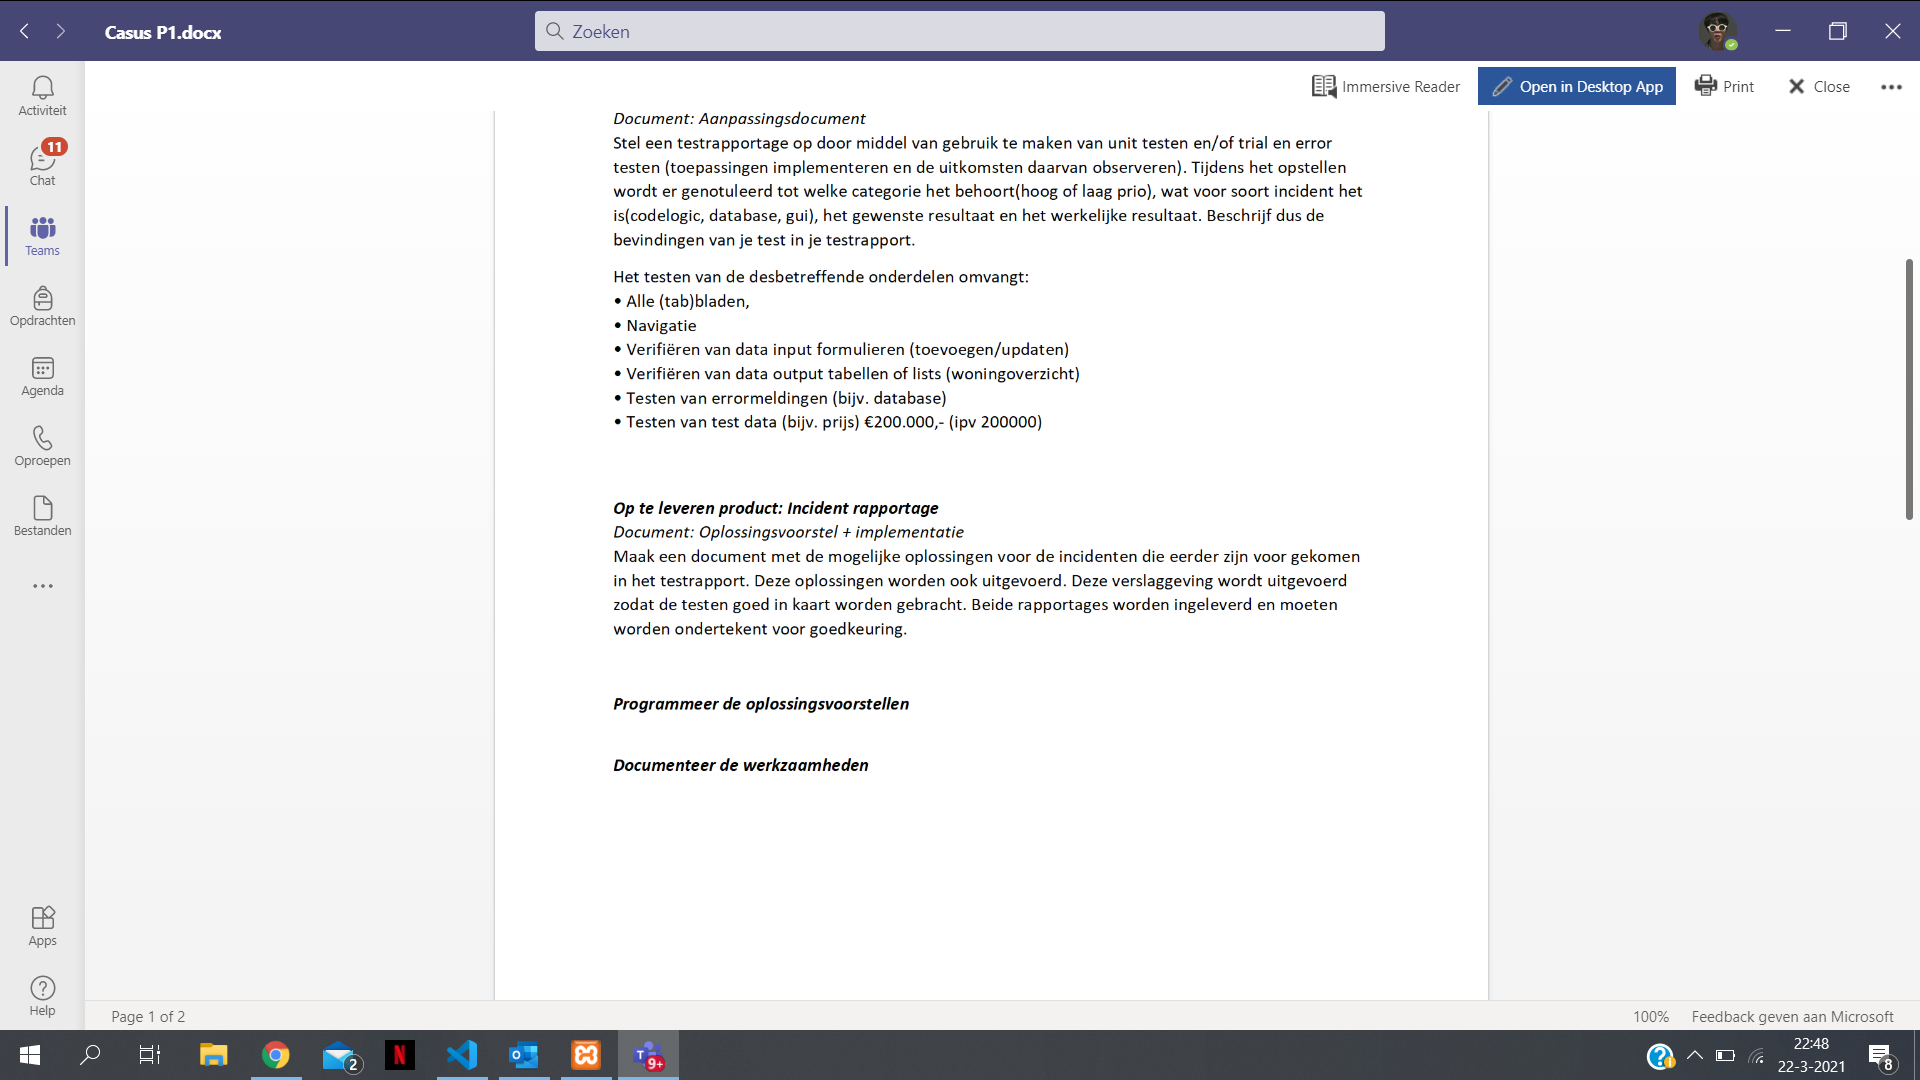 Casus P1.docx
Zoeken
Immersive Reader
Open in Desktop App
Print
Close
Activiteit
11
Chat
Teams
Opdrachten
Agenda
Oproepen
Bestanden
Apps
Help
Document: Aanpassingsdocument
Stel een testrapportage op door middel van gebruik te maken van unit testen en/of trial en error
testen (toepassingen implementeren en de uitkomsten daarvan observeren). Tijdens het opstellen
wordt er genotuleerd tot welke categorie het behoort(hoog of laag prio), wat voor soort incident het
is(codelogic, database, gui), het gewenste resultaat en het werkelijke resultaat. Beschrijf dus de
bevindingen van je test in je testrapport.
Het testen van de desbetreffende onderdelen omvangt:
• Alle (tab)bladen,
• Navigatie
• Verifiëren van data input formulieren (toevoegen/updaten)
• Verifiëren van data output tabellen of lists (woningoverzicht)
• Testen van errormeldingen (bijv. database)
• Testen van test data (bijv. prijs) €200.000,- (ipv 200000)
Op te leveren product: Incident rapportage
Document: Oplossingsvoorstel + implementatie
Maak een document met de mogelijke oplossingen voor de incidenten die eerder zijn voor gekomen
in het testrapport. Deze oplossingen worden ook uitgevoerd. Deze verslaggeving wordt uitgevoerd
zodat de testen goed in kaart worden gebracht. Beide rapportages worden ingeleverd en moeten
worden ondertekent voor goedkeuring.
Programmeer de oplossingsvoorstellen
Documenteer de werkzaamheden
Page 1 of 2
100%
Feedback geven aan Microsoft
2
N
9+
22:48
22-3-2021
8